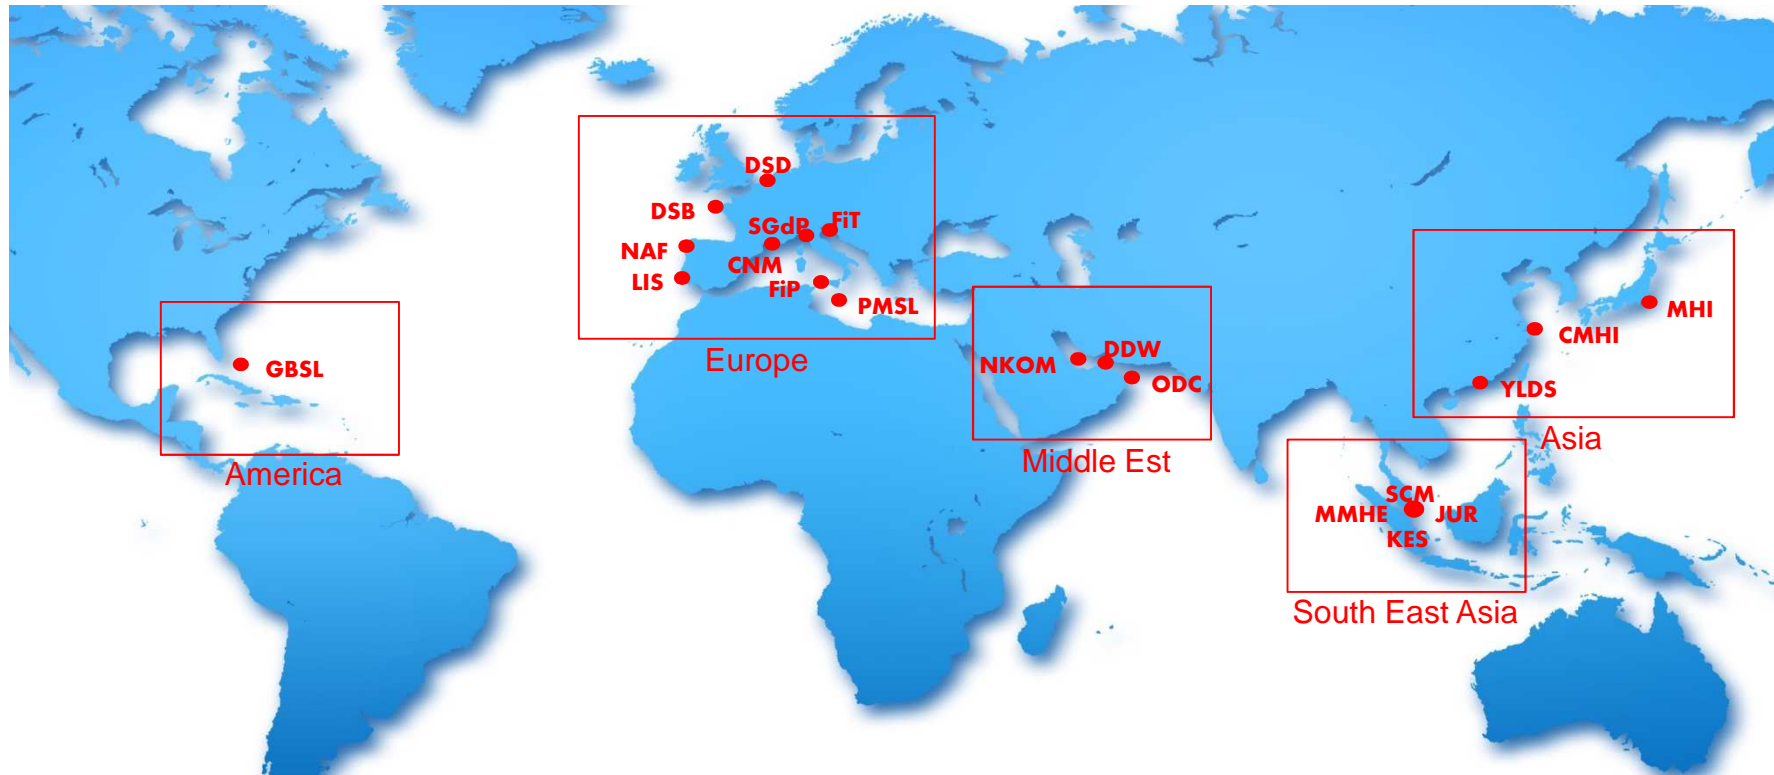 DSD
DSB
SGdP
FiT
NAF
CNM
LIS
FiP
PMSL
Europe
GBSL
America
NKOM
DDW
ODC
Middle Est
MHI
CMHI
YLDS
Asia
SCM
MMHE
JUR
KES
South East Asia